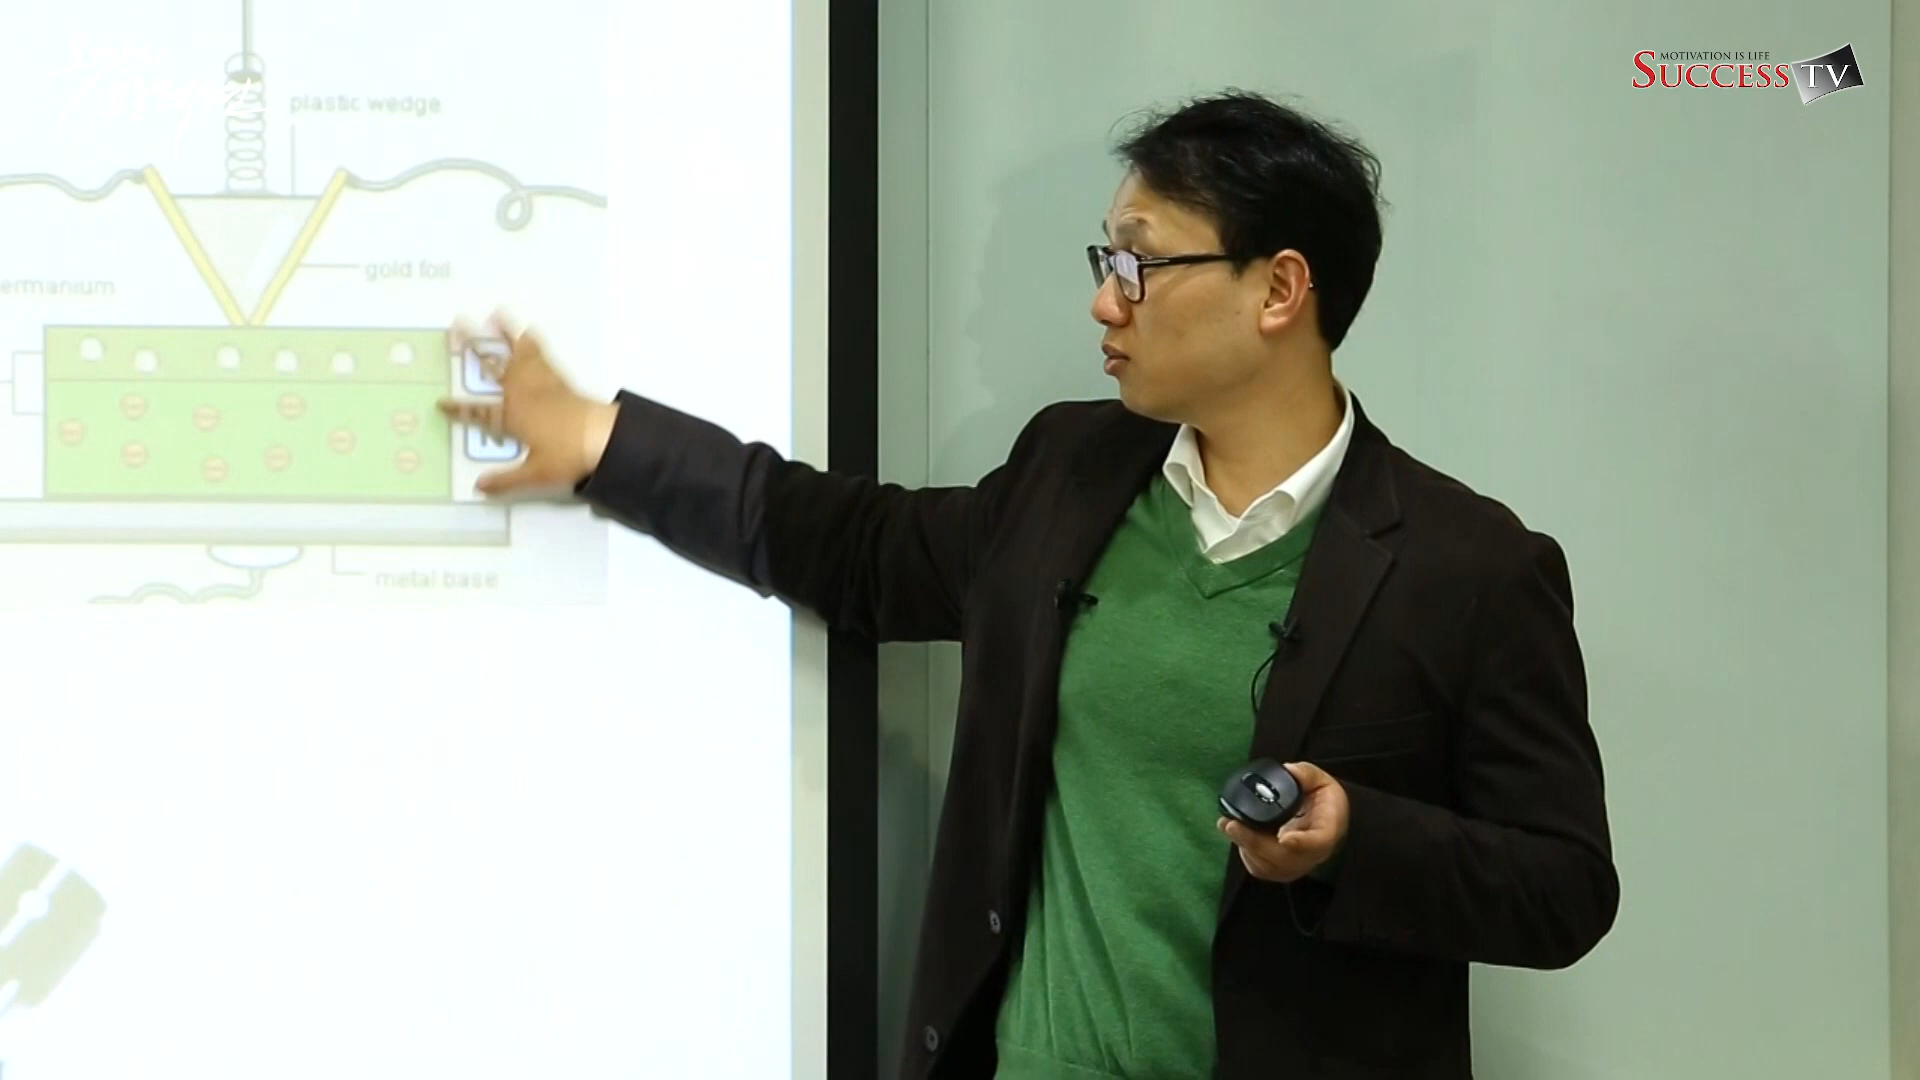 MOTIVATION IS LIFE
SUCCESS TV
plastic wedge
gold foil
ermanium
P
N
metal base